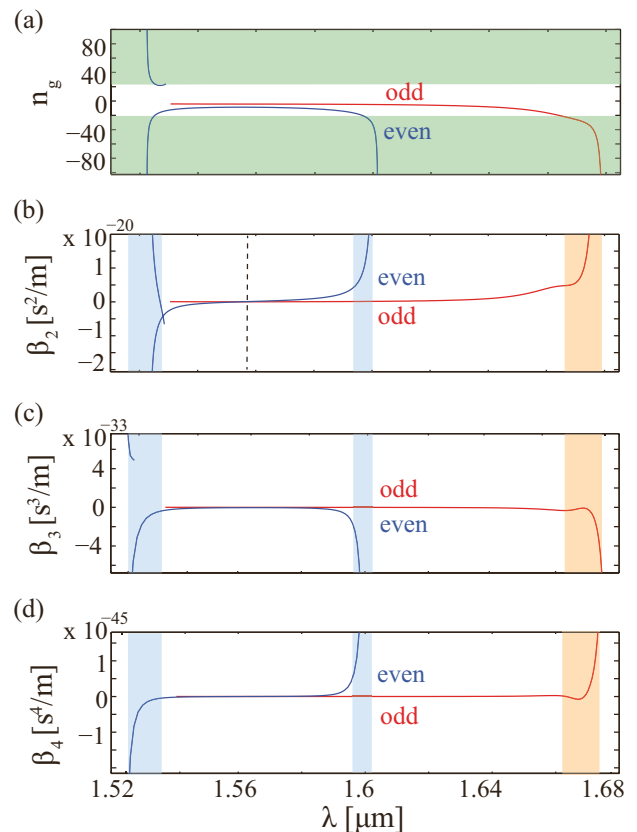 (a)
n_g
80
40
0
−40
−80
odd
even
(b)
x 10^−20
β_2 [s^2/m]
1
0
−1
−2
even
odd
(c)
x 10^−33
β_3 [s^3/m]
4
0
−4
odd
even
(d)
x 10^−45
β_4 [s^4/m]
1
0
−1
even
odd
1.52 1.56 1.6 1.64 1.68
λ [μm]